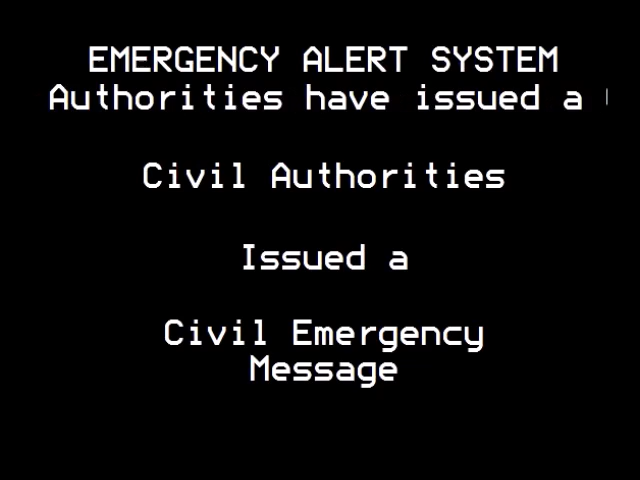 EMERGENCY ALERT SYSTEM
Authorities have issued a
Civil Authorities
Issued a
Civil Emergency
Message